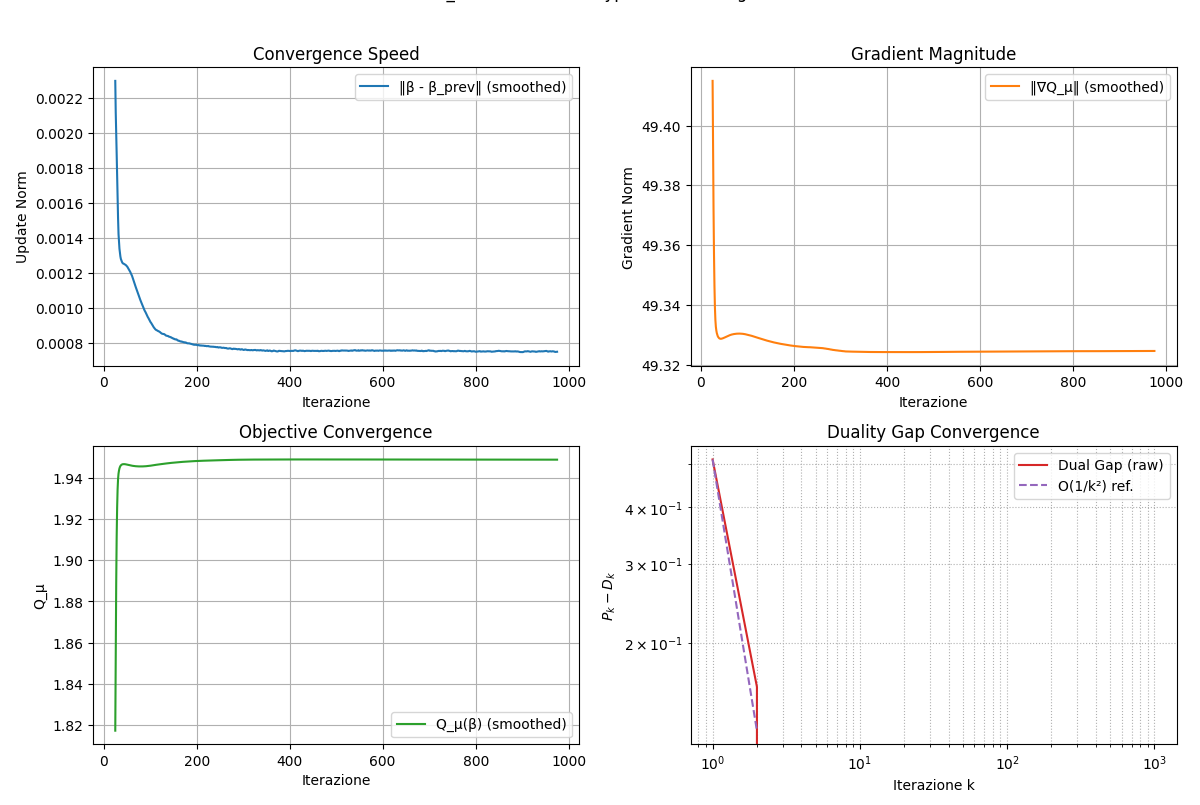 Convergence Speed
‖β - β_prev‖ (smoothed)
0.0022
0.0020
0.0018
0.0016
0.0014
0.0012
0.0010
0.0008
Update Norm
0 200 400 600 800 1000
Iterazione
Gradient Magnitude
‖∇Q_μ‖ (smoothed)
49.40
49.38
49.36
49.34
49.32
Gradient Norm
0 200 400 600 800 1000
Iterazione
Objective Convergence
1.94
1.92
1.90
1.88
1.86
1.84
1.82
Q_μ
Q_μ(β) (smoothed)
0 200 400 600 800 1000
Iterazione
Duality Gap Convergence
Dual Gap (raw)
O(1/k²) ref.
4 × 10⁻¹
3 × 10⁻¹
2 × 10⁻¹
P_k − D_k
10⁰ 10¹ 10² 10³
Iterazione k